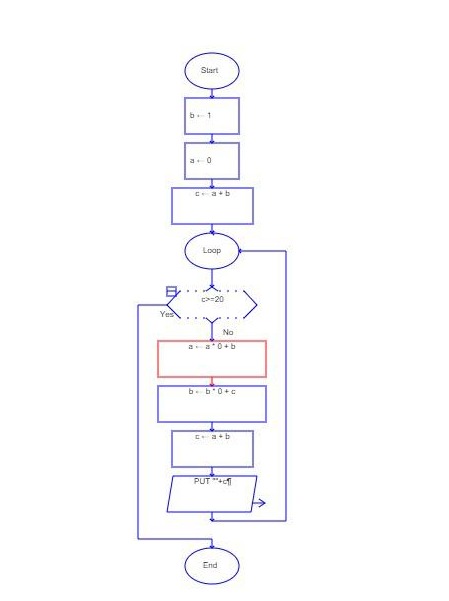 Start
b ← 1
a ← 0
c ← a + b
Loop
c>=20
Yes
No
a ← a * 0 + b
b ← b * 0 + c
c ← a + b
PUT ""+c¶
End